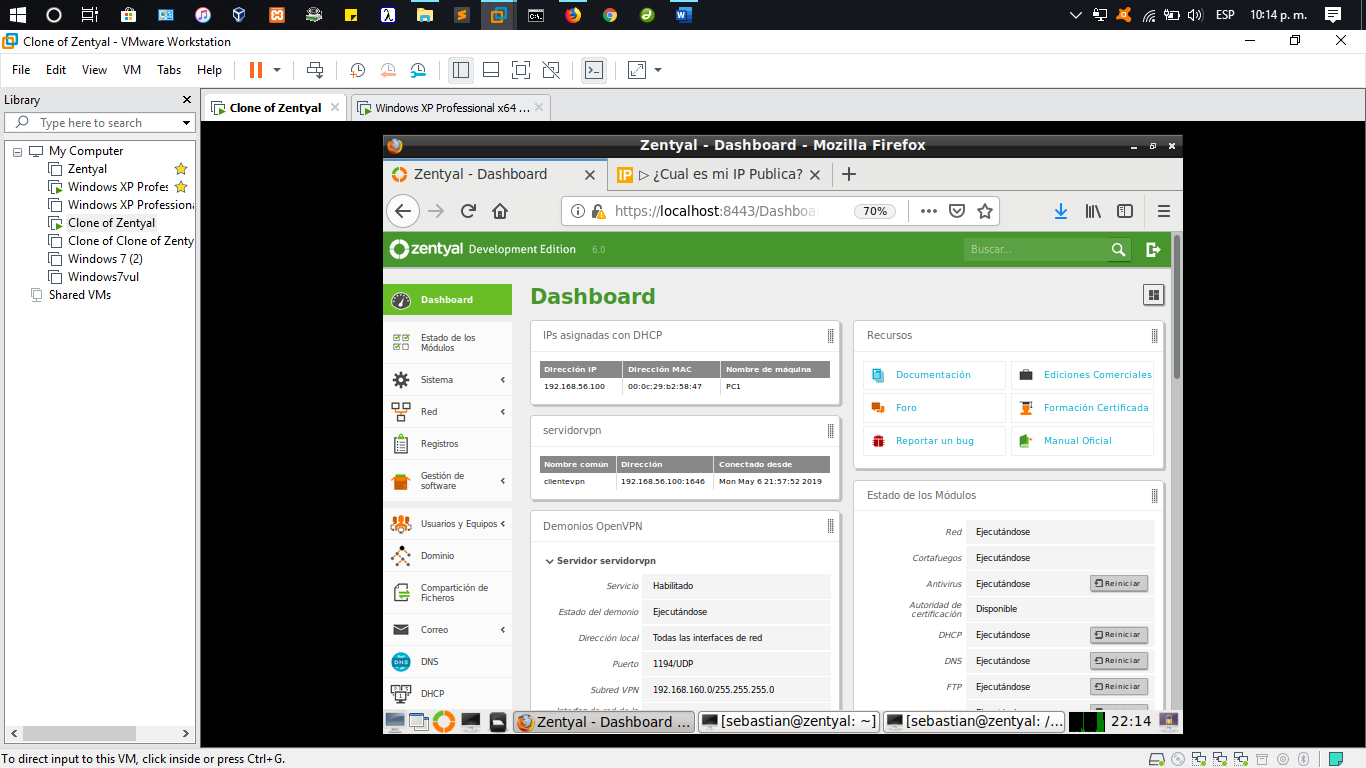 ESP 10:14 p. m.
Clone of Zentyal - VMware Workstation
File Edit View VM Tabs Help
Library
Type here to search
My Computer
Zentyal
Windows XP Profes
Windows XP Professiona
Clone of Zentyal
Clone of Clone of Zenty
Windows 7 (2)
Windows7vul
Shared VMs
Clone of Zentyal
Windows XP Professional x64 ...
Zentyal - Dashboard - Mozilla Firefox
Zentyal - Dashboard
IP ▷ ¿Cual es mi IP Publica?
https://localhost:8443/Dashboa
70%
zentyal Development Edition 6.0
Buscar...
Dashboard
Estado de los
Módulos
Sistema
Red
Registros
Gestión de
software
Usuarios y Equipos
Dominio
Compartición de
Ficheros
Correo
DNS
DNS
DHCP
Dashboard
IPs asignadas con DHCP
Dirección IP Dirección MAC Nombre de máquina
192.168.56.100 00:0c:29:b2:58:47 PC1
servidorvpn
Nombre común Dirección Conectado desde
clientevpn 192.168.56.100:1646 Mon May 6 21:57:52 2019
Demonios OpenVPN
Servidor servidorvpn
Servicio Habilitado
Estado del demonio Ejecutándose
Dirección local Todas las interfaces de red
Puerto 1194/UDP
Subred VPN 192.168.160.0/255.255.255.0
Recursos
Documentación Ediciones Comerciales
Foro Formación Certificada
Reportar un bug Manual Oficial
Estado de los Módulos
Red Ejecutándose
Cortafuegos Ejecutándose
Antivirus Ejecutándose Reiniciar
Autoridad de
certificación Disponible
DHCP Ejecutándose Reiniciar
DNS Ejecutándose Reiniciar
FTP Ejecutándose Reiniciar
Zentyal - Dashboard ...
[sebastian@zentyal: ~]
[sebastian@zentyal: /...
22:14
To direct input to this VM, click inside or press Ctrl+G.